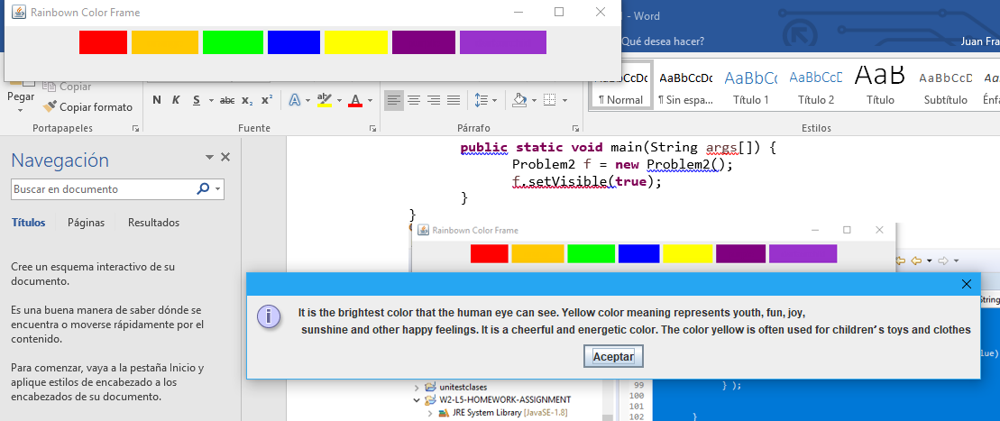 Rainbown Color Frame
1 - Word
¿Qué desea hacer?
Juan Fra
Pegar
Copiar
Copiar formato
Portapapeles
N K S abc x₂ x²
Fuente
Párrafo
AaBbCcDc AaBbCcDc AaBbCc AaBbCcD AaB AaBbCcD AaBb
¶ Normal ¶ Sin espa... Título 1 Título 2 Título Subtítulo Énfa
Estilos
Navegación
Buscar en documento
Títulos Páginas Resultados
Cree un esquema interactivo de su
documento.
Es una buena manera de saber dónde se
encuentra o moverse rápidamente por el
contenido.
Para comenzar, vaya a la pestaña Inicio y
aplique estilos de encabezado a los
encabezados de su documento.
public static void main(String args[]) {
Problem2 f = new Problem2();
f.setVisible(true);
}
}
Rainbown Color Frame
String
It is the brightest color that the human eye can see. Yellow color meaning represents youth, fun, joy,
sunshine and other happy feelings. It is a cheerful and energetic color. The color yellow is often used for children's toys and clothes
Aceptar
lue)
unitestclases
W2-L5-HOMEWORK-ASSIGNMENT
JRE System Library [JavaSE-1.8]
99 } );
100
101
102 }